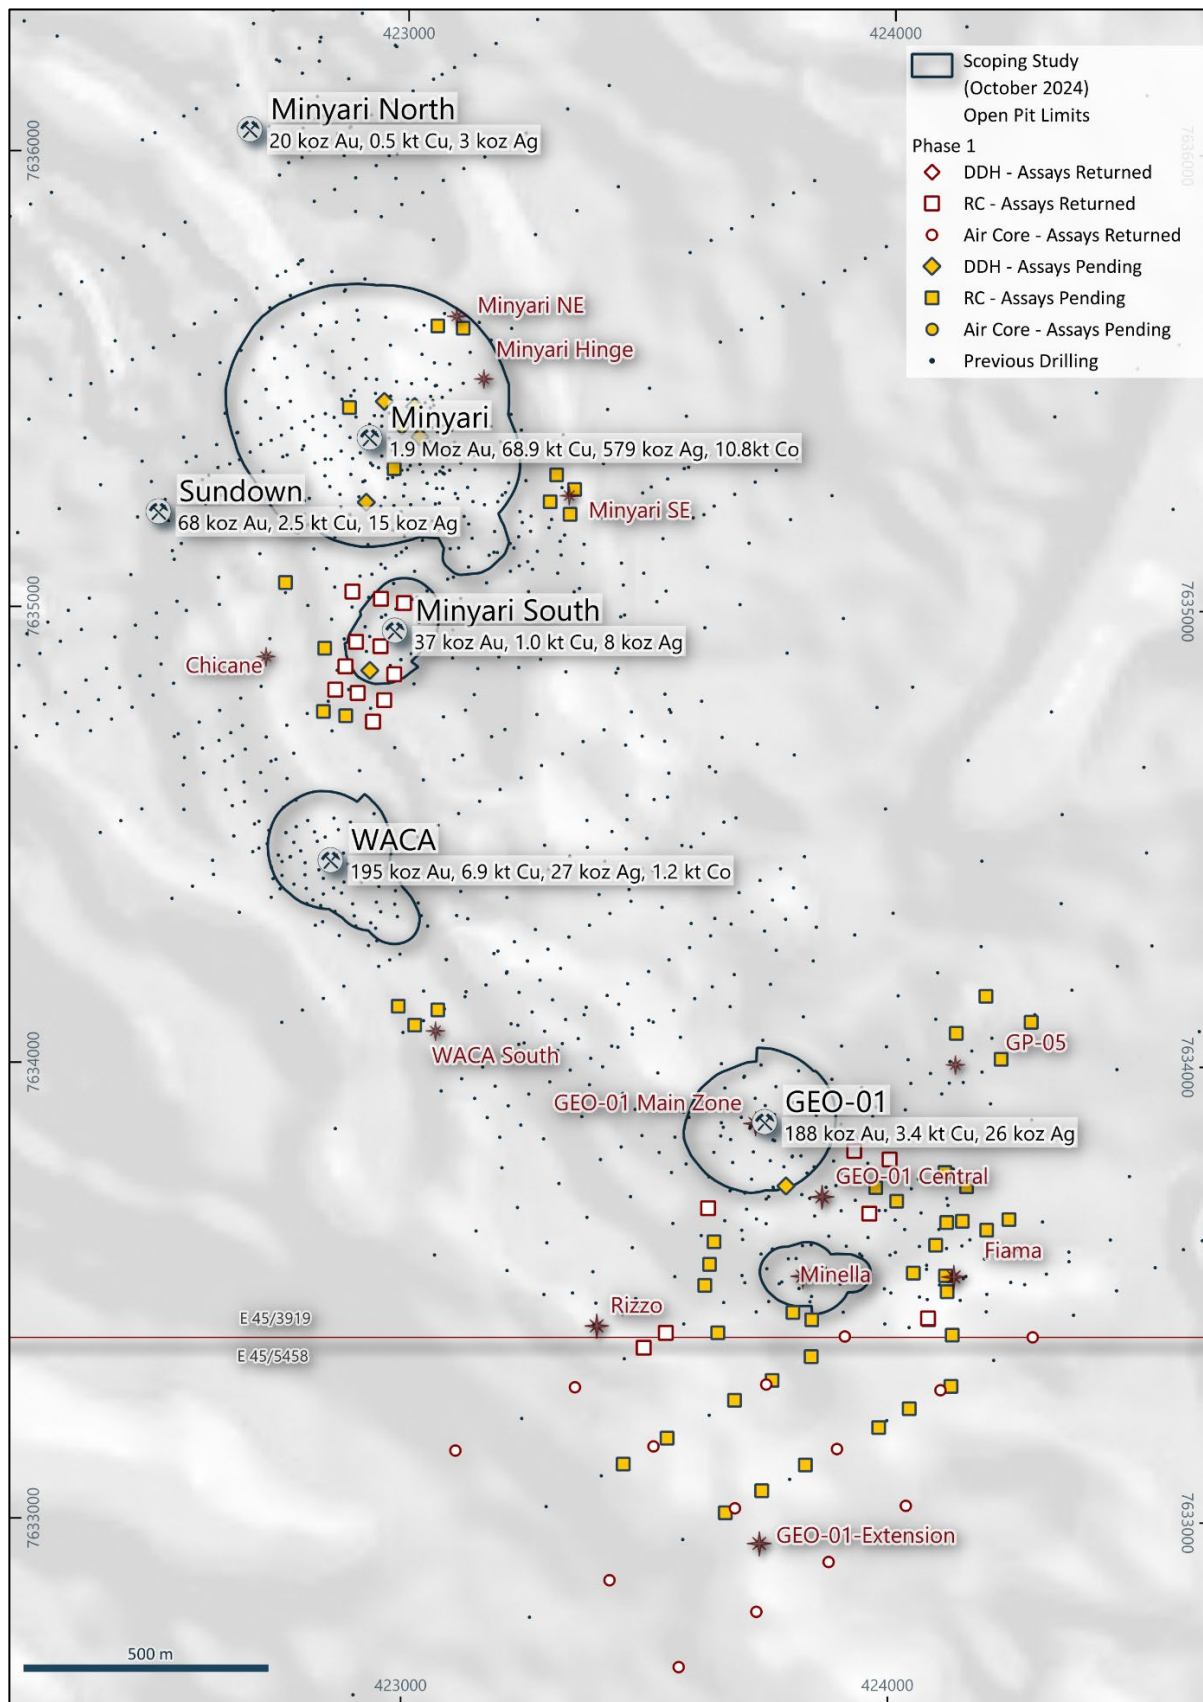 423000
424000
Scoping Study
(October 2024)
Open Pit Limits
Phase 1
DDH - Assays Returned
RC - Assays Returned
Air Core - Assays Returned
DDH - Assays Pending
RC - Assays Pending
Air Core - Assays Pending
Previous Drilling
7636000
7636000
Minyari North
20 koz Au, 0.5 kt Cu, 3 koz Ag
Minyari NE
Minyari Hinge
Minyari
1.9 Moz Au, 68.9 kt Cu, 579 koz Ag, 10.8kt Co
Sundown
68 koz Au, 2.5 kt Cu, 15 koz Ag
Minyari SE
7635000
7635000
Minyari South
37 koz Au, 1.0 kt Cu, 8 koz Ag
Chicane
WACA
195 koz Au, 6.9 kt Cu, 27 koz Ag, 1.2 kt Co
WACA South
GP-05
7634000
7634000
GEO-01 Main Zone
GEO-01
188 koz Au, 3.4 kt Cu, 26 koz Ag
GEO-01 Central
Fiama
Minella
Rizzo
E 45/3919
E 45/5458
7633000
7633000
GEO-01-Extension
500 m
423000
424000